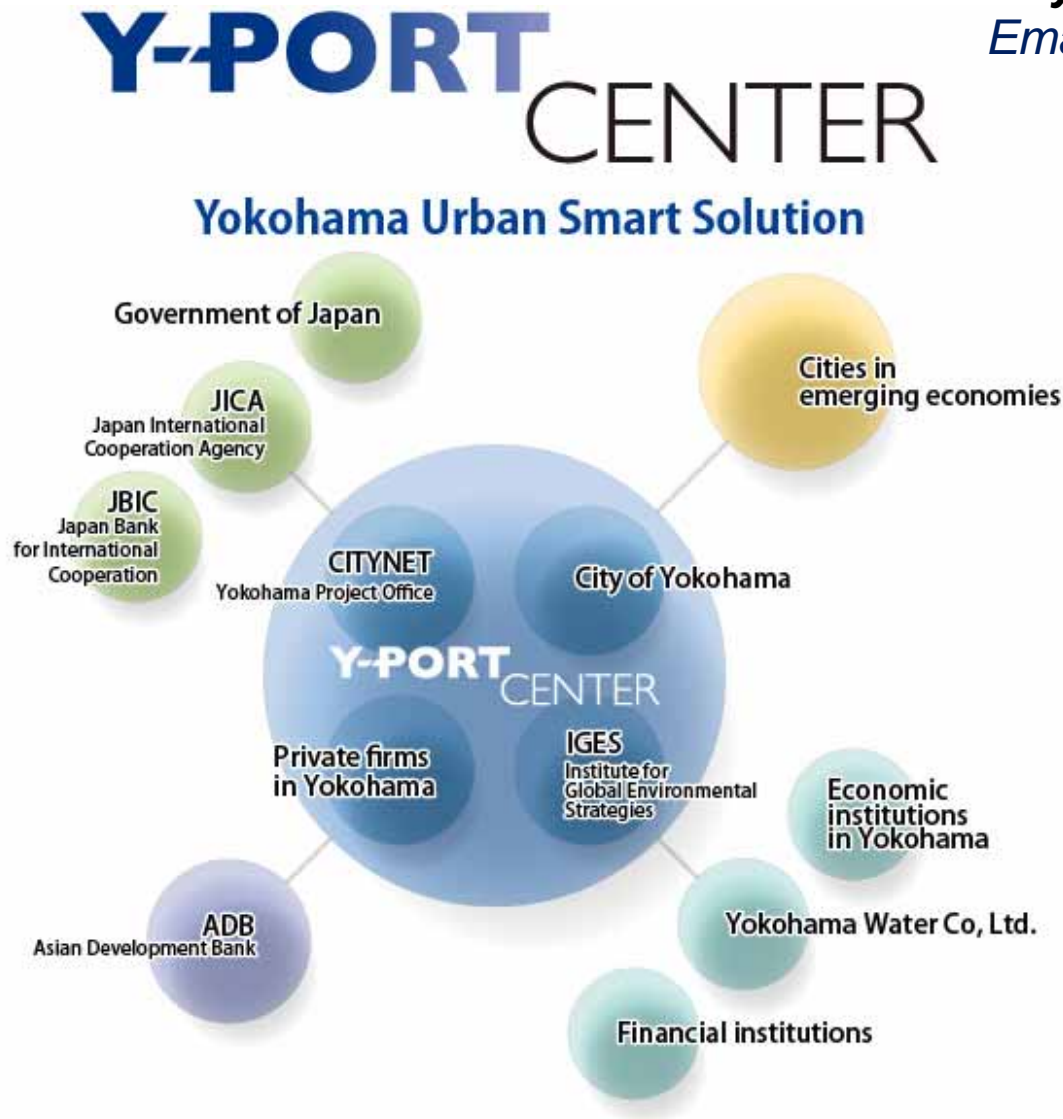 Y-PORT
CENTER
Yokohama Urban Smart Solution
Government of Japan
JICA
Japan International
Cooperation Agency
JBIC
Japan Bank
for International
Cooperation
Cities in
emerging economies
CITYNET
Yokohama Project Office
City of Yokohama
Y-PORT
CENTER
Private firms
in Yokohama
IGES
Institute for
Global Environmental
Strategies
Economic
institutions
in Yokohama
Yokohama Water Co, Ltd.
ADB
Asian Development Bank
Financial institutions